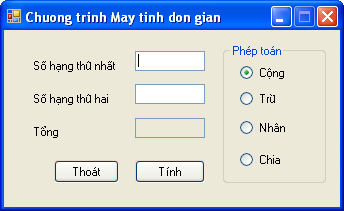 Chuong trinh May tinh don gian
Số hạng thứ nhất
Số hạng thứ hai
Tổng
Thoát
Tính
Phép toán
Cộng
Trừ
Nhân
Chia